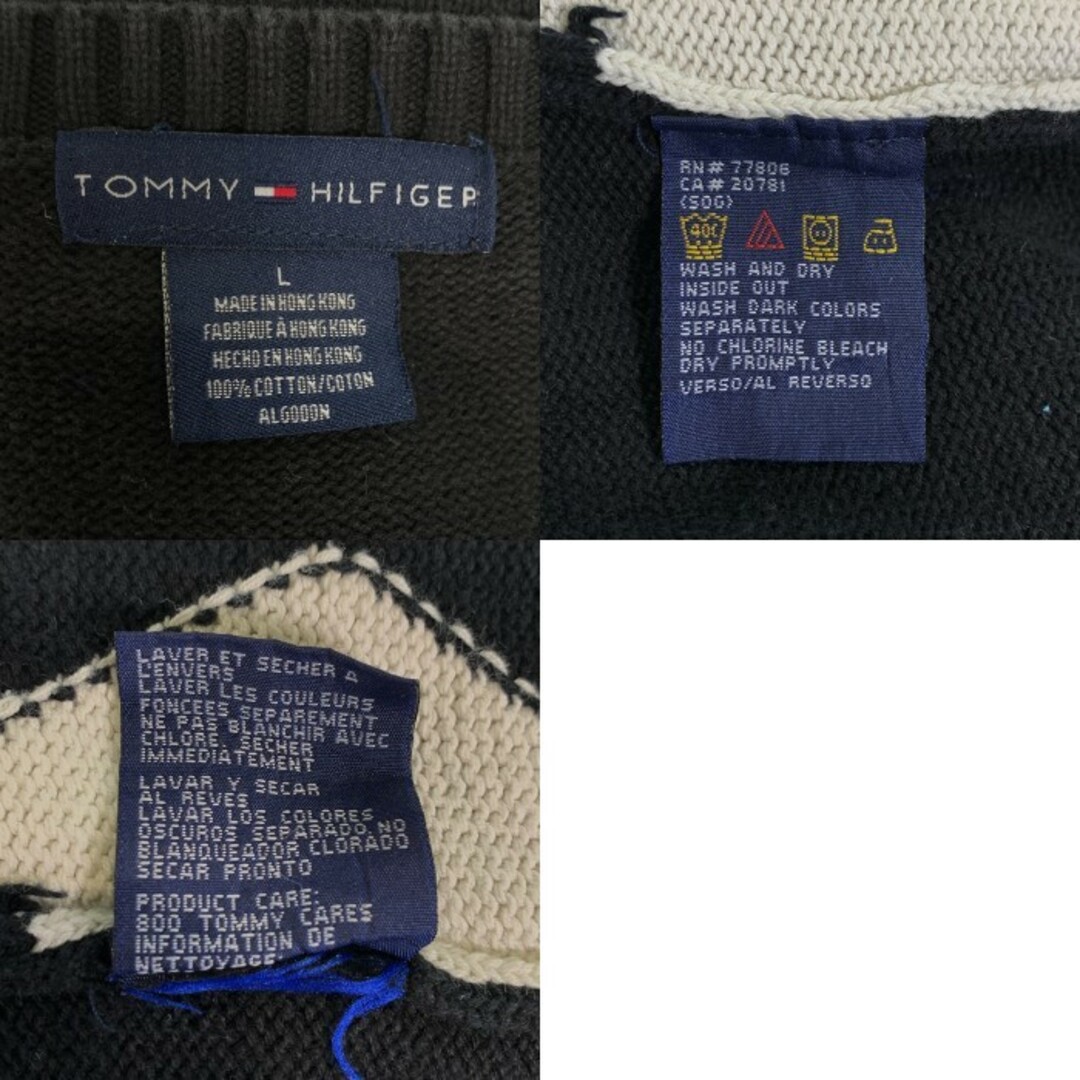 TOMMY HILFIGER
L
MADE IN HONG KONG
FABRIQUE À HONG KONG
HECHO EN HONG KONG
100% COTTON/COTON
ALGODON
RN# 77806
CA# 20781
(SOG)
40C
WASH AND DRY
INSIDE OUT
WASH DARK COLORS
SEPARATELY
NO CHLORINE BLEACH
DRY PROMPTLY
VERSO/AL REVERSO
LAVER ET SECHER A
L'ENVERS
LAVER LES COULEURS
FONCEES SEPAREMENT
NE PAS BLANCHIR AVEC
CHLORE. SECHER
IMMEDIATEMENT
LAVAR Y SECAR
AL REVES
LAVAR LOS COLORES
OSCUROS SEPARADO. NO
BLANQUEADOR CLORADO
SECAR PRONTO
PRODUCT CARE:
800 TOMMY CARES
INFORMATION DE
NETTOYAGE: